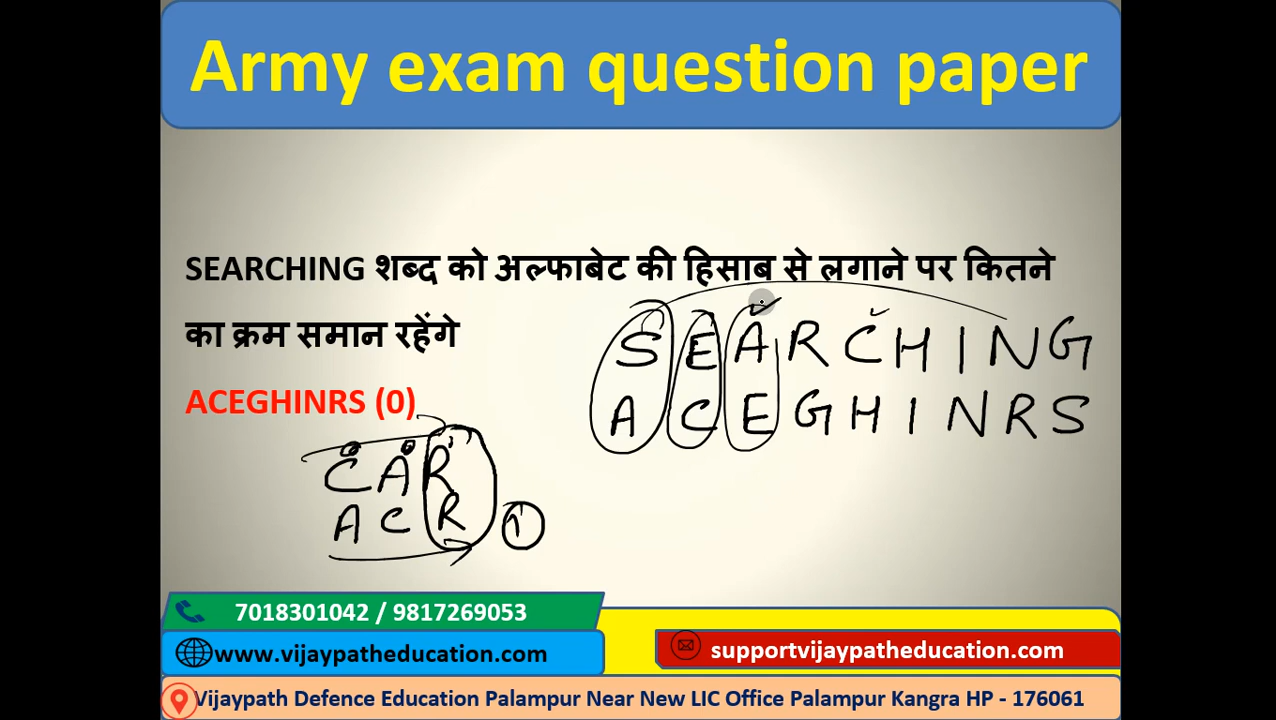 Army exam question paper
SEARCHING शब्द को अल्फाबेट की हिसाब से लगाने पर कितने
का क्रम समान रहेंगे
SEARCHING
ACEGHINRS
ACEGHINRS (0)
CAR
ACR
1
7018301042 / 9817269053
www.vijaypatheducation.com
supportvijaypatheducation.com
Vijaypath Defence Education Palampur Near New LIC Office Palampur Kangra HP - 176061